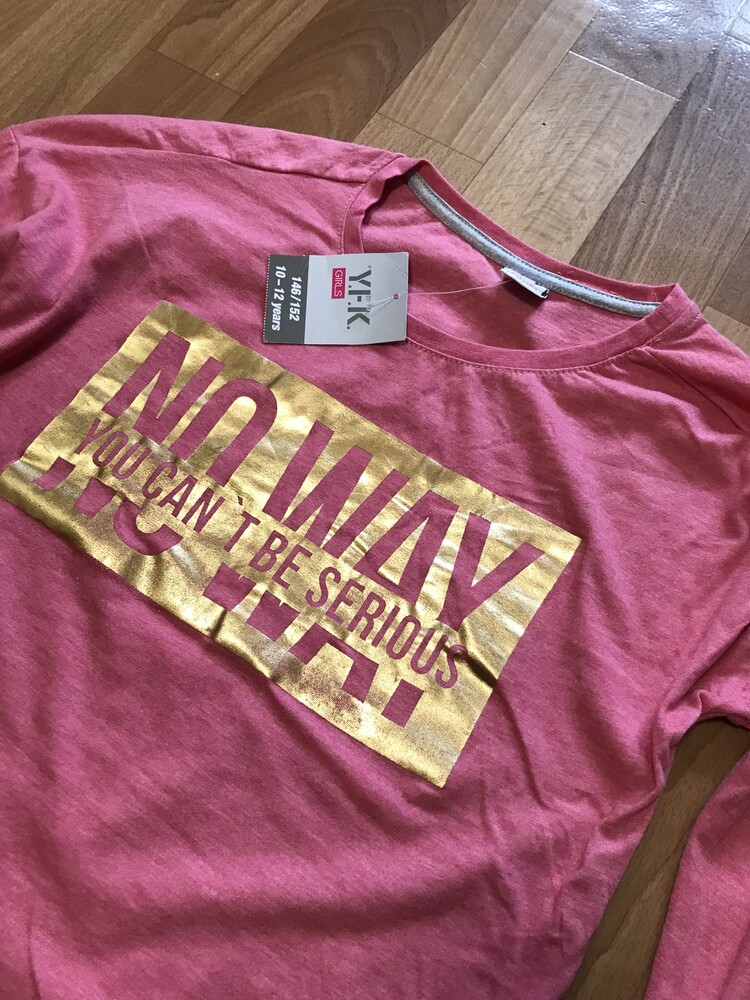 Y.F.K.
GIRLS
146/152
10 – 12 years
NO WAY
YOU CAN`T BE SERIOUS